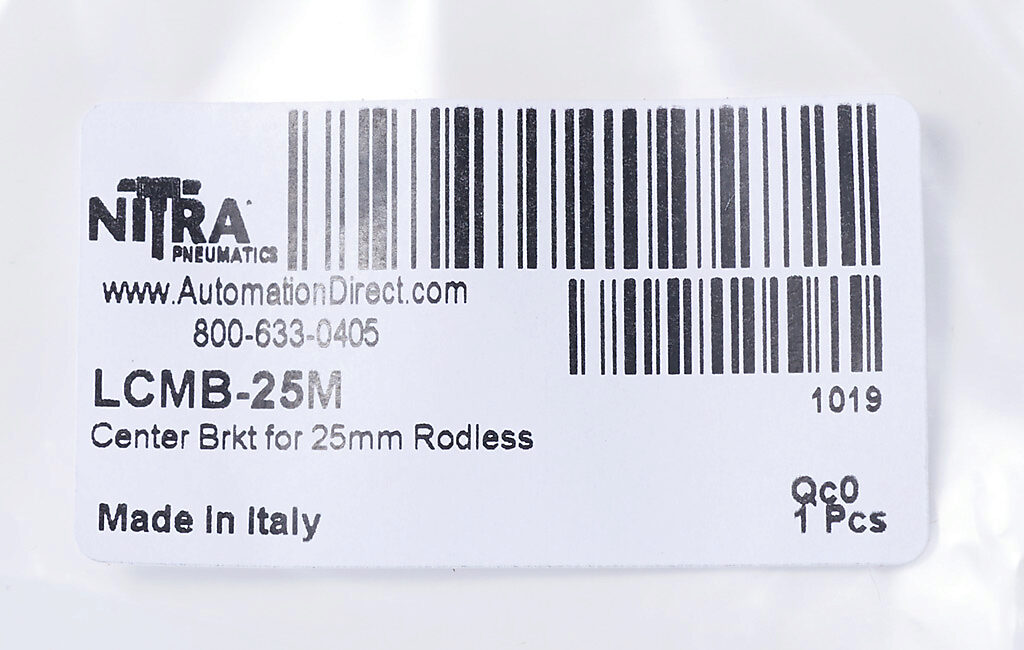 NITRA
PNEUMATICS
www.AutomationDirect.com
800-633-0405
LCMB-25M
1019
Center Brkt for 25mm Rodless
Qc0
Made In Italy
1 Pcs